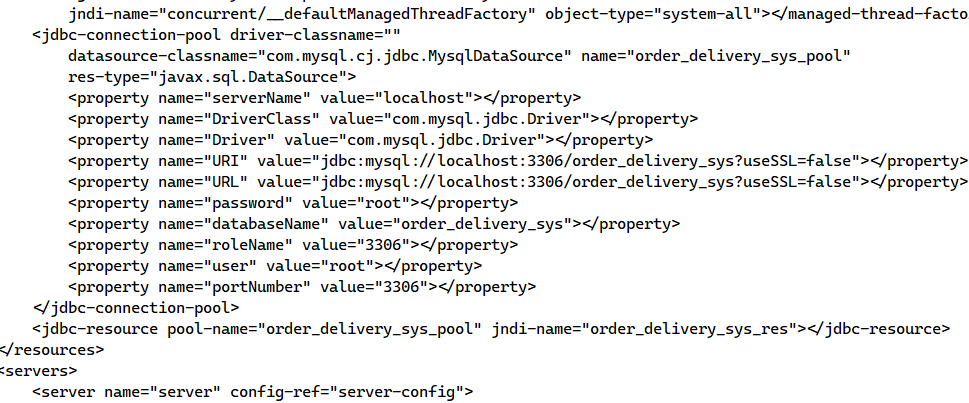 jndi-name="concurrent/__defaultManagedThreadFactory" object-type="system-all"></managed-thread-facto
<jdbc-connection-pool driver-classname=""
datasource-classname="com.mysql.cj.jdbc.MysqlDataSource" name="order_delivery_sys_pool"
res-type="javax.sql.DataSource">
<property name="serverName" value="localhost"></property>
<property name="DriverClass" value="com.mysql.jdbc.Driver"></property>
<property name="Driver" value="com.mysql.jdbc.Driver"></property>
<property name="URI" value="jdbc:mysql://localhost:3306/order_delivery_sys?useSSL=false"></property>
<property name="URL" value="jdbc:mysql://localhost:3306/order_delivery_sys?useSSL=false"></property>
<property name="password" value="root"></property>
<property name="databaseName" value="order_delivery_sys"></property>
<property name="roleName" value="3306"></property>
<property name="user" value="root"></property>
<property name="portNumber" value="3306"></property>
</jdbc-connection-pool>
<jdbc-resource pool-name="order_delivery_sys_pool" jndi-name="order_delivery_sys_res"></jdbc-resource>
</resources>
<servers>
<server name="server" config-ref="server-config">